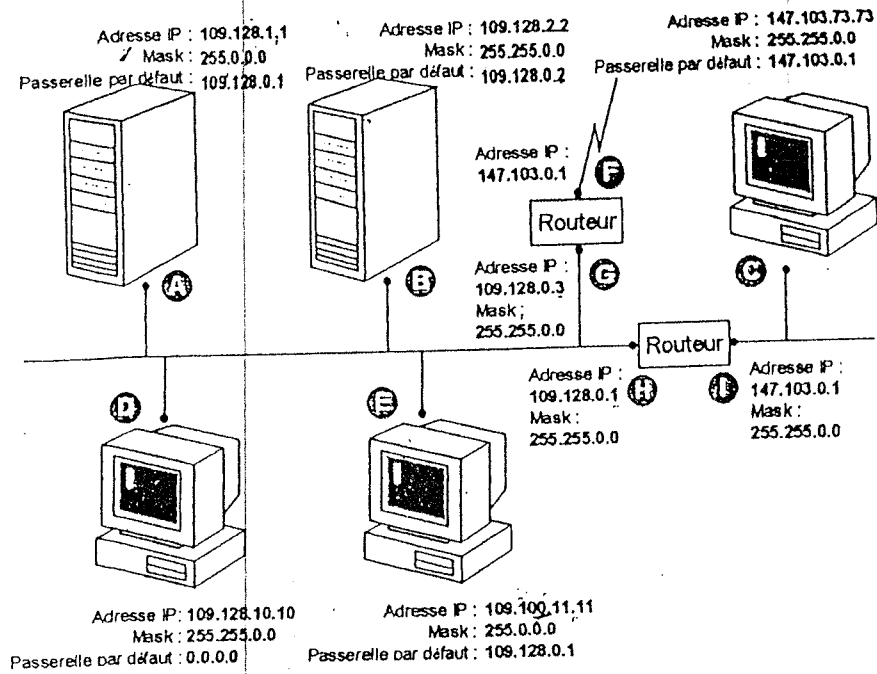 Adresse IP : 109.128.1.1
Mask : 255.0.0.0
Passerelle par défaut : 109.128.0.1
Adresse IP : 109.128.2.2
Mask : 255.255.0.0
Passerelle par défaut : 109.128.0.2
Adresse IP : 147.103.73.73
Mask : 255.255.0.0
Passerelle par défaut : 147.103.0.1
Adresse IP :
147.103.0.1
F
Routeur
A
B
Adresse IP :
109.128.0.3
Mask ;
255.255.0.0
G
C
Routeur
D
E
Adresse IP :
109.128.0.1
Mask :
255.255.0.0
H
I
Adresse IP :
147.103.0.1
Mask :
255.255.0.0
Adresse IP: 109.128.10.10
Mask : 255.255.0.0
Passerelle par défaut : 0.0.0.0
Adresse IP : 109.100.11.11
Mask : 255.0.0.0
Passerelle par défaut : 109.128.0.1